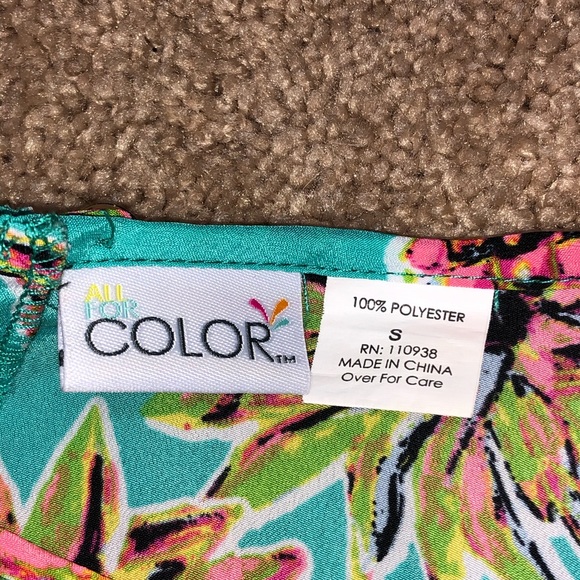 ALL
FOR
COLOR TM
100% POLYESTER
S
RN: 110938
MADE IN CHINA
Over For Care